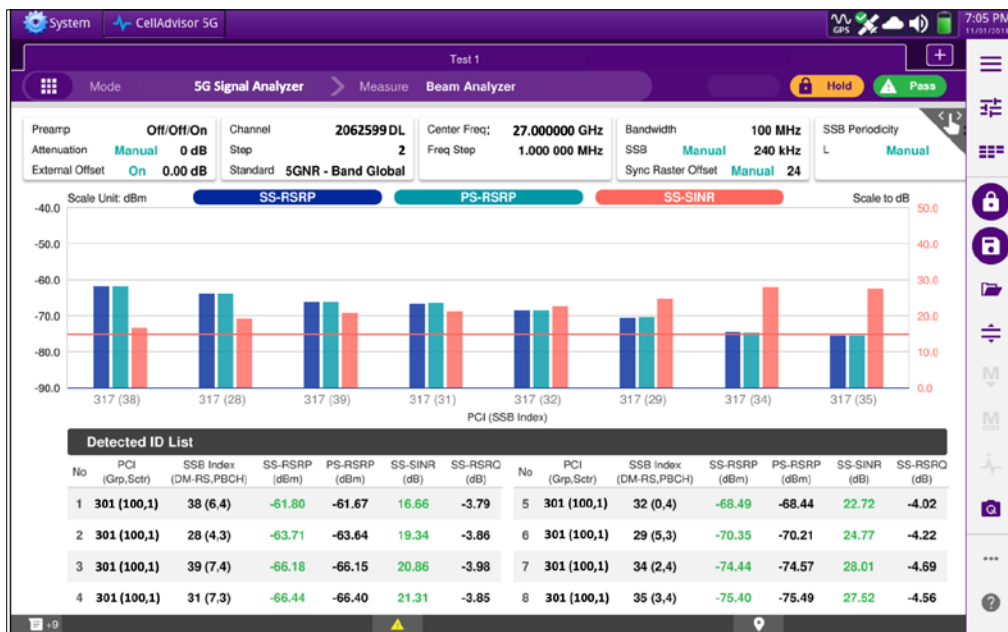 System CellAdvisor 5G GPS 7:05 PM
Test 1 +
Mode 5G Signal Analyzer Measure Beam Analyzer Hold Pass
Preamp Off/Off/On
Attenuation Manual 0 dB
External Offset On 0.00 dB
Channel 2062599 DL
Step 2
Standard 5GNR - Band Global
Center Freq: 27.000000 GHz
Freq Step 1.000 000 MHz
Bandwidth 100 MHz
SSB Manual 240 kHz
Sync Raster Offset Manual 24
SSB Periodicity
L Manual
Scale Unit: dBm SS-RSRP PS-RSRP SS-SINR Scale to dB
-40.0 50.0
-50.0 40.0
-60.0 30.0
-70.0 20.0
-80.0 10.0
-90.0 0.0
317 (38) 317 (28) 317 (39) 317 (31) 317 (32) 317 (29) 317 (34) 317 (35)
PCI (SSB Index)
Detected ID List
No PCI (Grp,Sctr) SSB Index (DM-RS,PBCH) SS-RSRP (dBm) PS-RSRP (dBm) SS-SINR (dB) SS-RSRQ (dB) No PCI (Grp,Sctr) SSB Index (DM-RS,PBCH) SS-RSRP (dBm) PS-RSRP (dBm) SS-SINR (dB) SS-RSRQ (dB)
1 301 (100,1) 38 (6,4) -61.80 -61.67 16.66 -3.79 5 301 (100,1) 32 (0,4) -68.49 -68.44 22.72 -4.02
2 301 (100,1) 28 (4,3) -63.71 -63.64 19.34 -3.86 6 301 (100,1) 29 (5,3) -70.35 -70.21 24.77 -4.22
3 301 (100,1) 39 (7,4) -66.18 -66.15 20.86 -3.98 7 301 (100,1) 34 (2,4) -74.44 -74.57 28.01 -4.69
4 301 (100,1) 31 (7,3) -66.44 -66.40 21.31 -3.85 8 301 (100,1) 35 (3,4) -75.40 -75.49 27.52 -4.56
+9